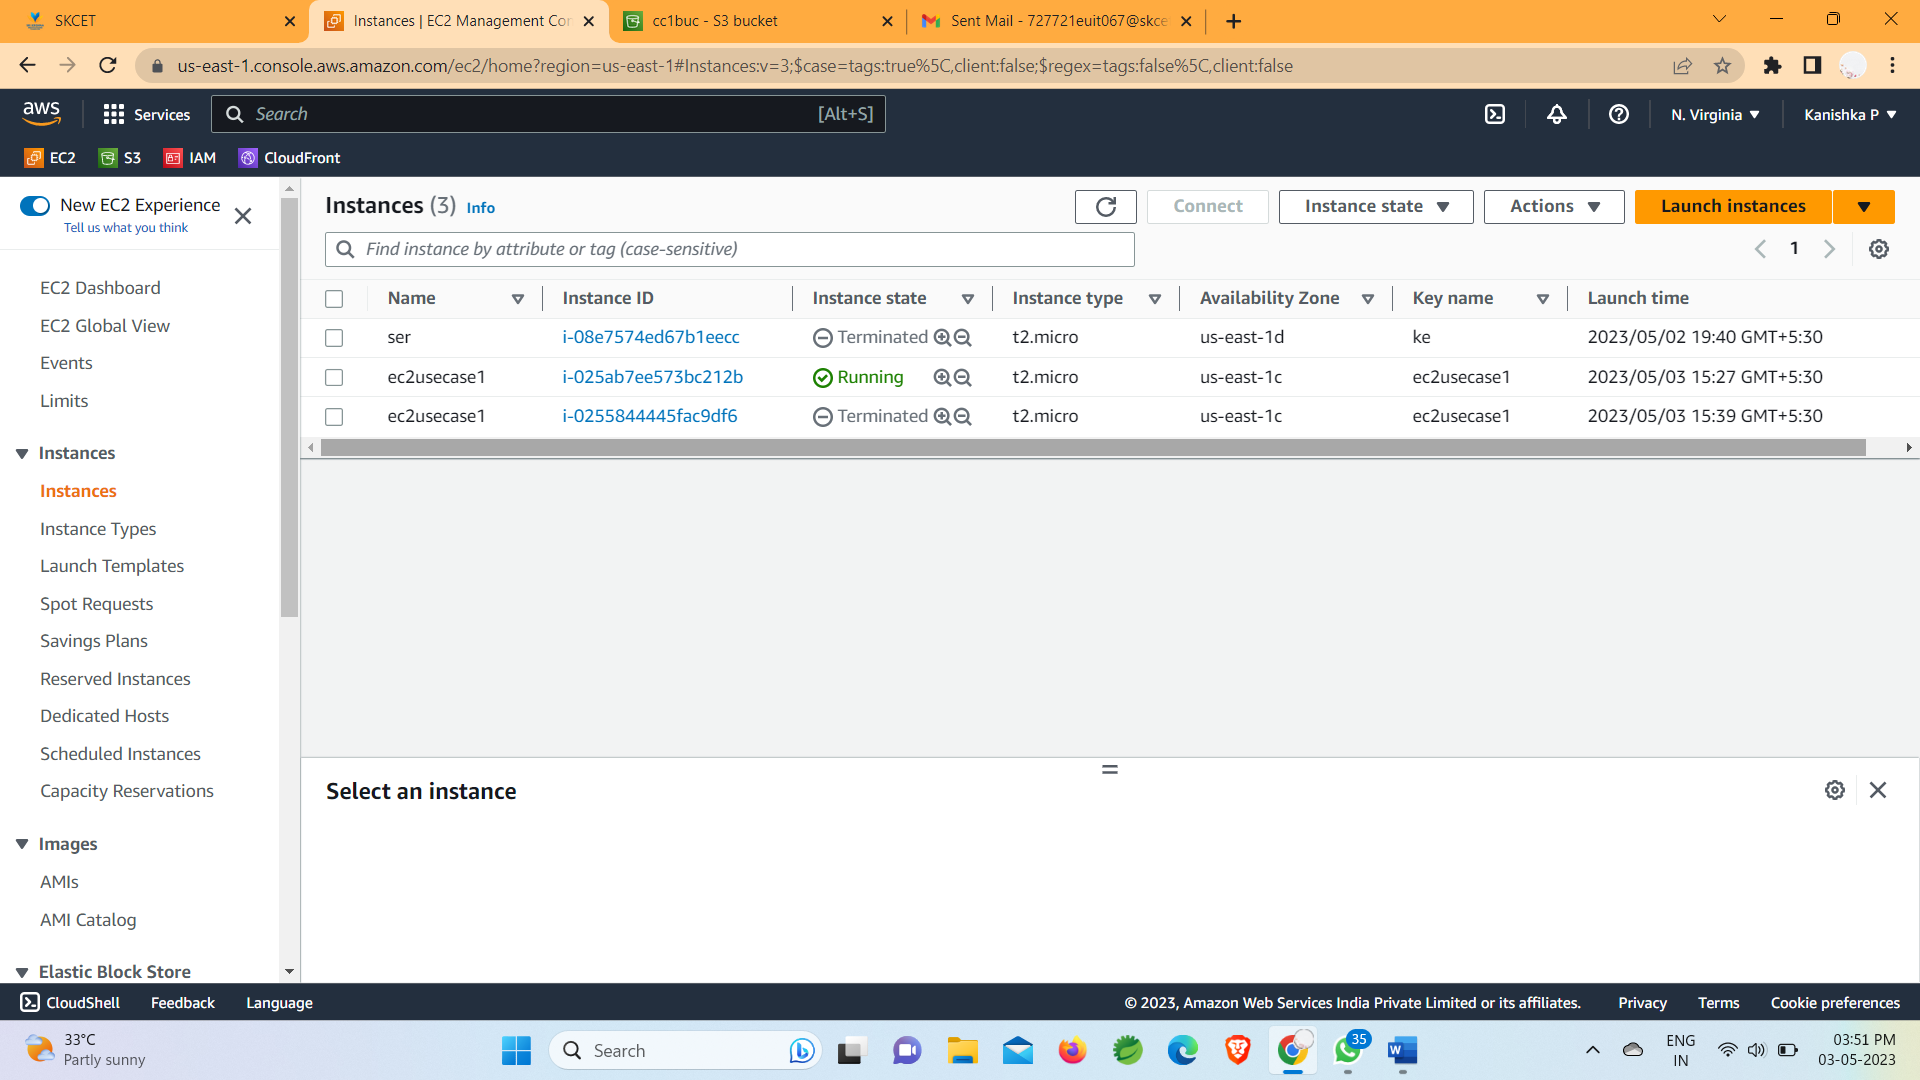 SKCET
Instances | EC2 Management Con
cc1buc - S3 bucket
Sent Mail - 727721euit067@skce
us-east-1.console.aws.amazon.com/ec2/home?region=us-east-1#Instances:v=3;$case=tags:true%5C,client:false;$regex=tags:false%5C,client:false
aws
Services
Search
[Alt+S]
N. Virginia
Kanishka P
EC2
S3
IAM
CloudFront
New EC2 Experience
Tell us what you think
EC2 Dashboard
EC2 Global View
Events
Limits
Instances
Instances
Instance Types
Launch Templates
Spot Requests
Savings Plans
Reserved Instances
Dedicated Hosts
Scheduled Instances
Capacity Reservations
Images
AMIs
AMI Catalog
Elastic Block Store
Instances (3) Info
Connect
Instance state
Actions
Launch instances
Find instance by attribute or tag (case-sensitive)
1
Name Instance ID Instance state Instance type Availability Zone Key name Launch time
ser i-08e7574ed67b1eecc Terminated t2.micro us-east-1d ke 2023/05/02 19:40 GMT+5:30
ec2usecase1 i-025ab7ee573bc212b Running t2.micro us-east-1c ec2usecase1 2023/05/03 15:27 GMT+5:30
ec2usecase1 i-0255844445fac9df6 Terminated t2.micro us-east-1c ec2usecase1 2023/05/03 15:39 GMT+5:30
Select an instance
CloudShell
Feedback
Language
© 2023, Amazon Web Services India Private Limited or its affiliates.
Privacy
Terms
Cookie preferences
33°C
Partly sunny
Search
35
ENG
IN
03:51 PM
03-05-2023